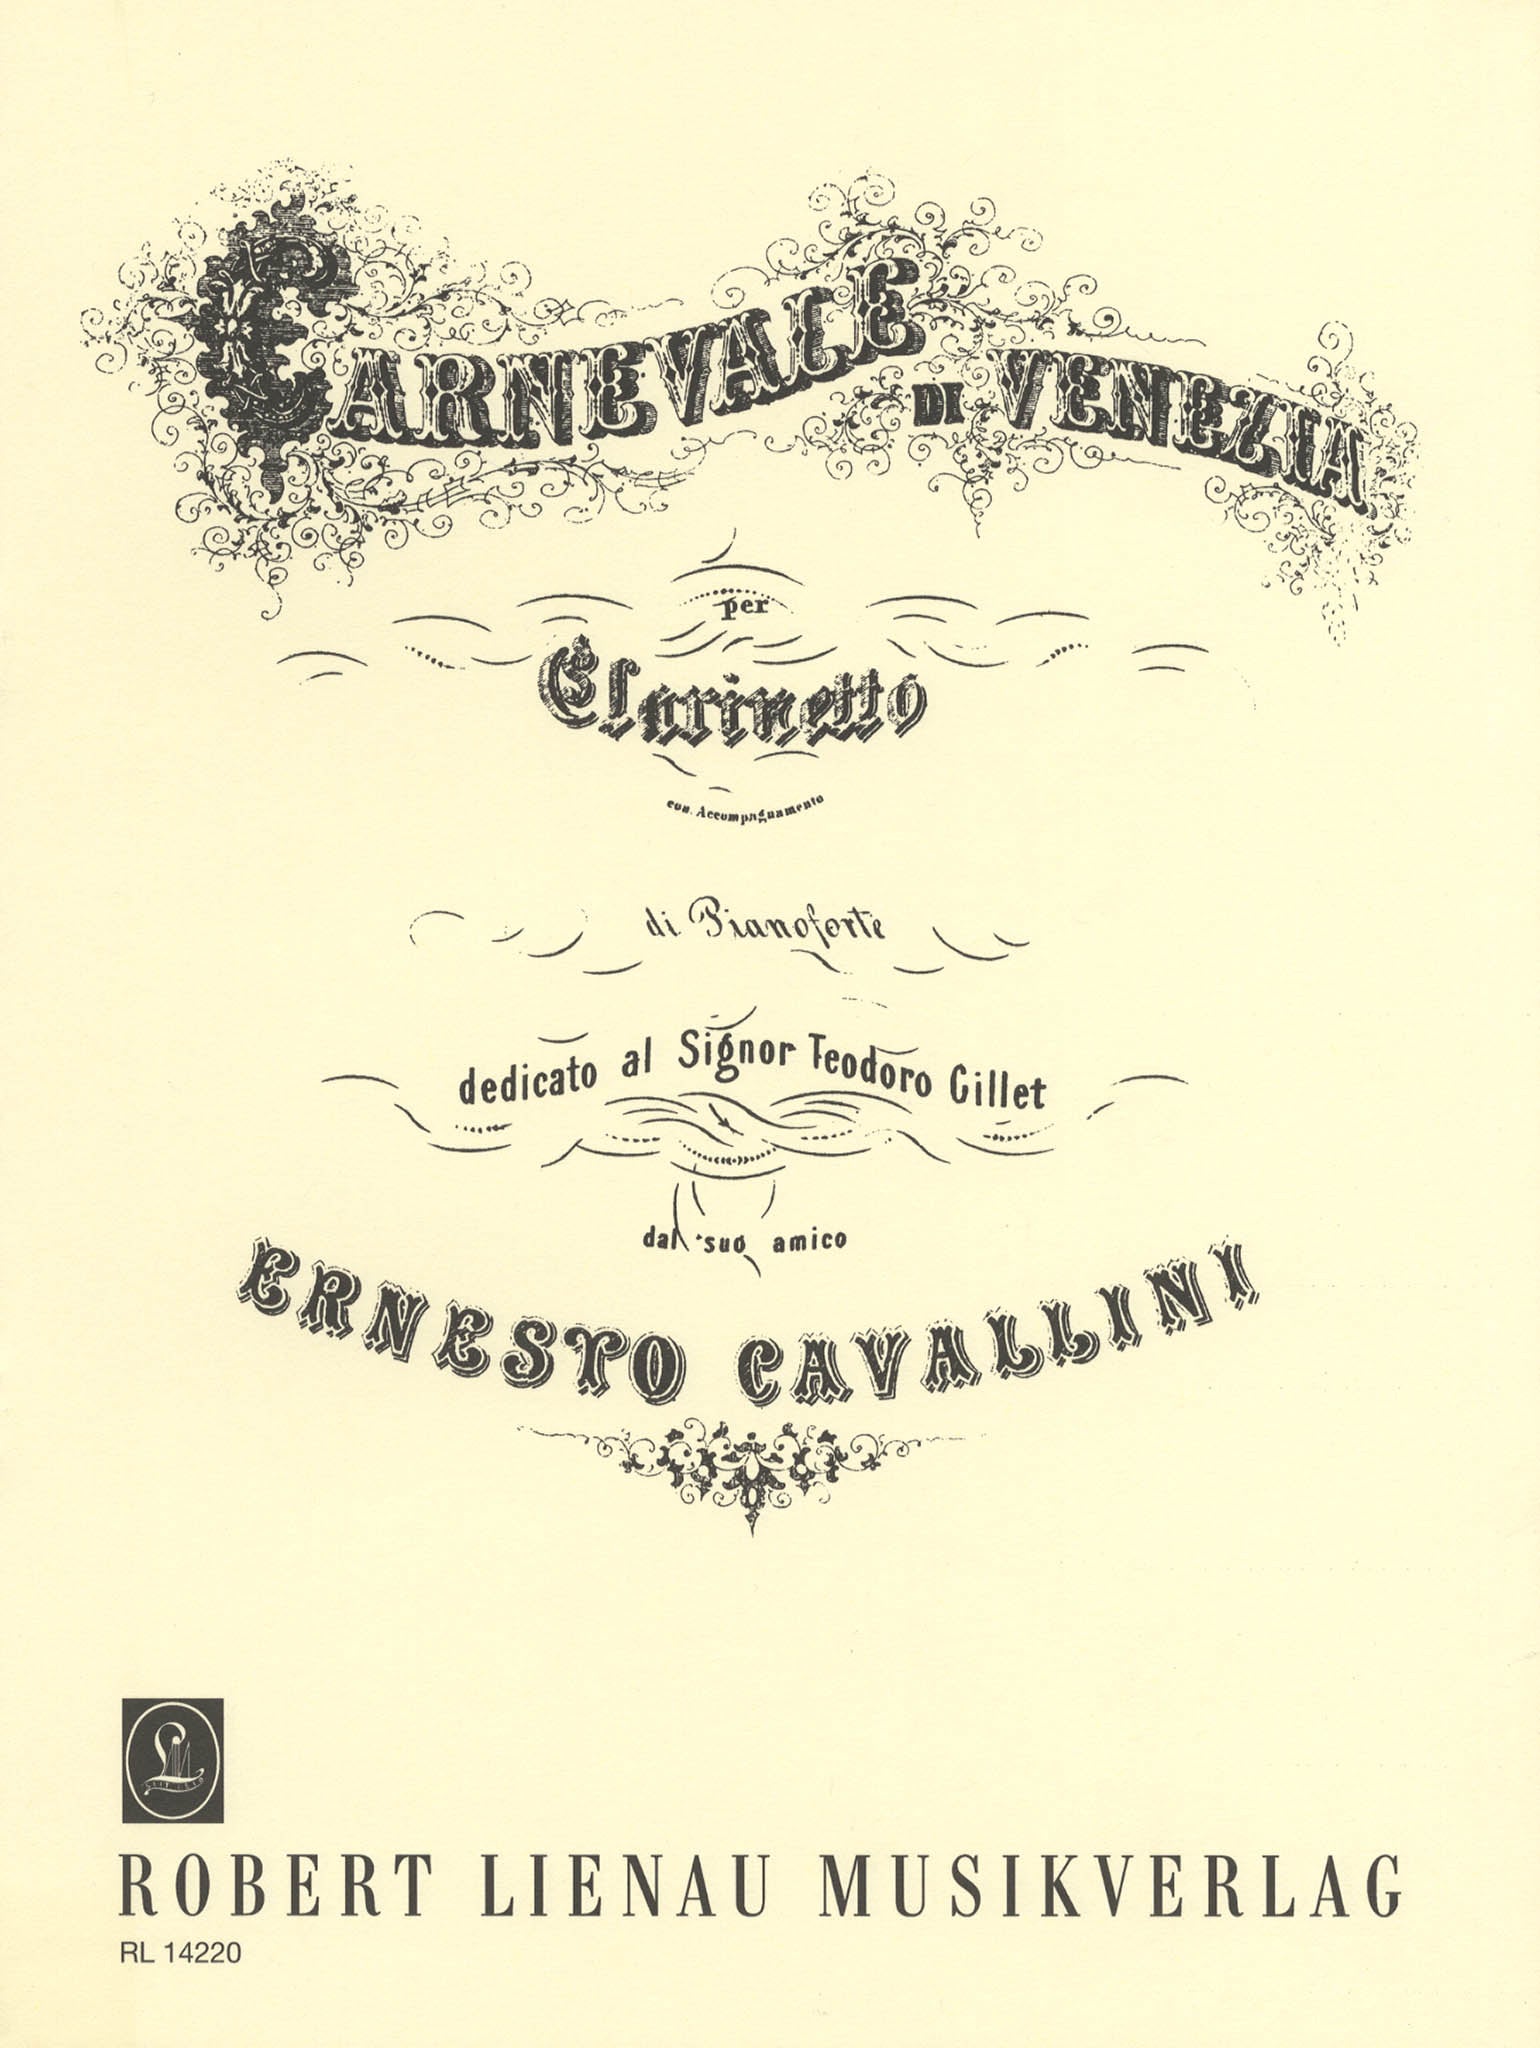 CARNEVALE DI VENEZIA
per
Clarinetto
con Accompagnamento
di Pianoforte
dedicato al Signor Teodoro Gillet
dal suo amico
ERNESTO CAVALLINI
ROBERT LIENAU MUSIKVERLAG
RL 14220